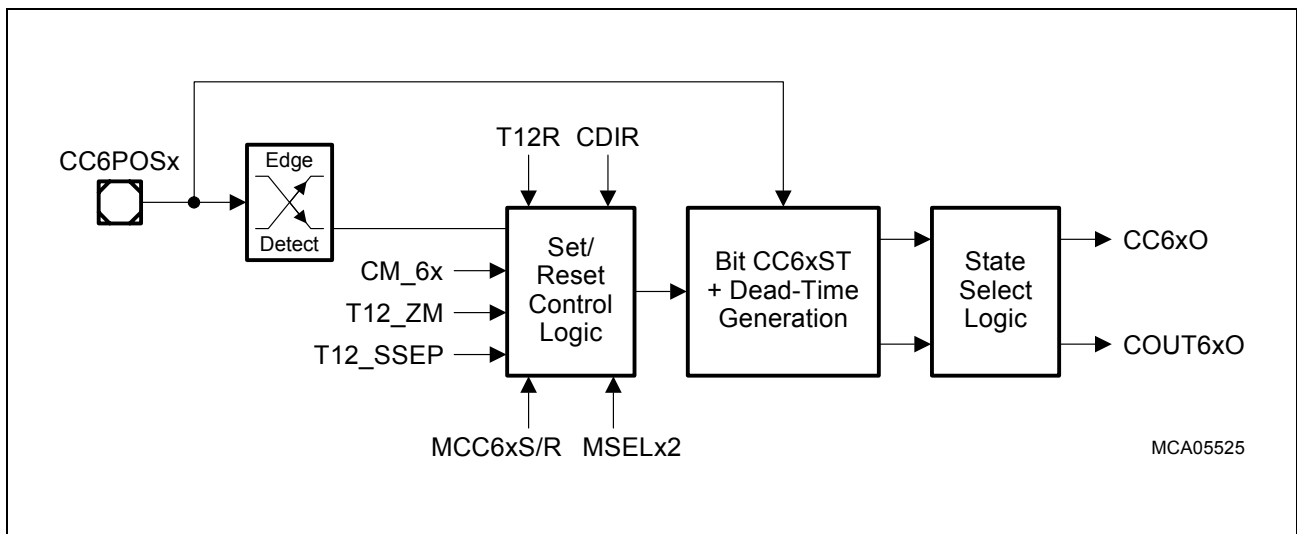 T12R CDIR
CC6POSx
Edge
Detect
CM_6x
T12_ZM
T12_SSEP
Set/
Reset
Control
Logic
MCC6xS/R MSELx2
Bit CC6xST
+ Dead-Time
Generation
State
Select
Logic
CC6xO
COUT6xO
MCA05525